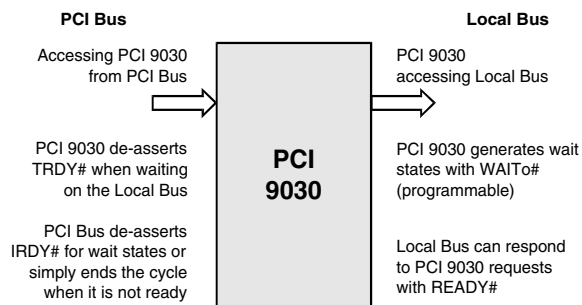 PCI Bus
Accessing PCI 9030
from PCI Bus
PCI 9030 de-asserts
TRDY# when waiting
on the Local Bus
PCI Bus de-asserts
IRDY# for wait states or
simply ends the cycle
when it is not ready
PCI
9030
Local Bus
PCI 9030
accessing Local Bus
PCI 9030 generates wait
states with WAITo#
(programmable)
Local Bus can respond
to PCI 9030 requests
with READY#